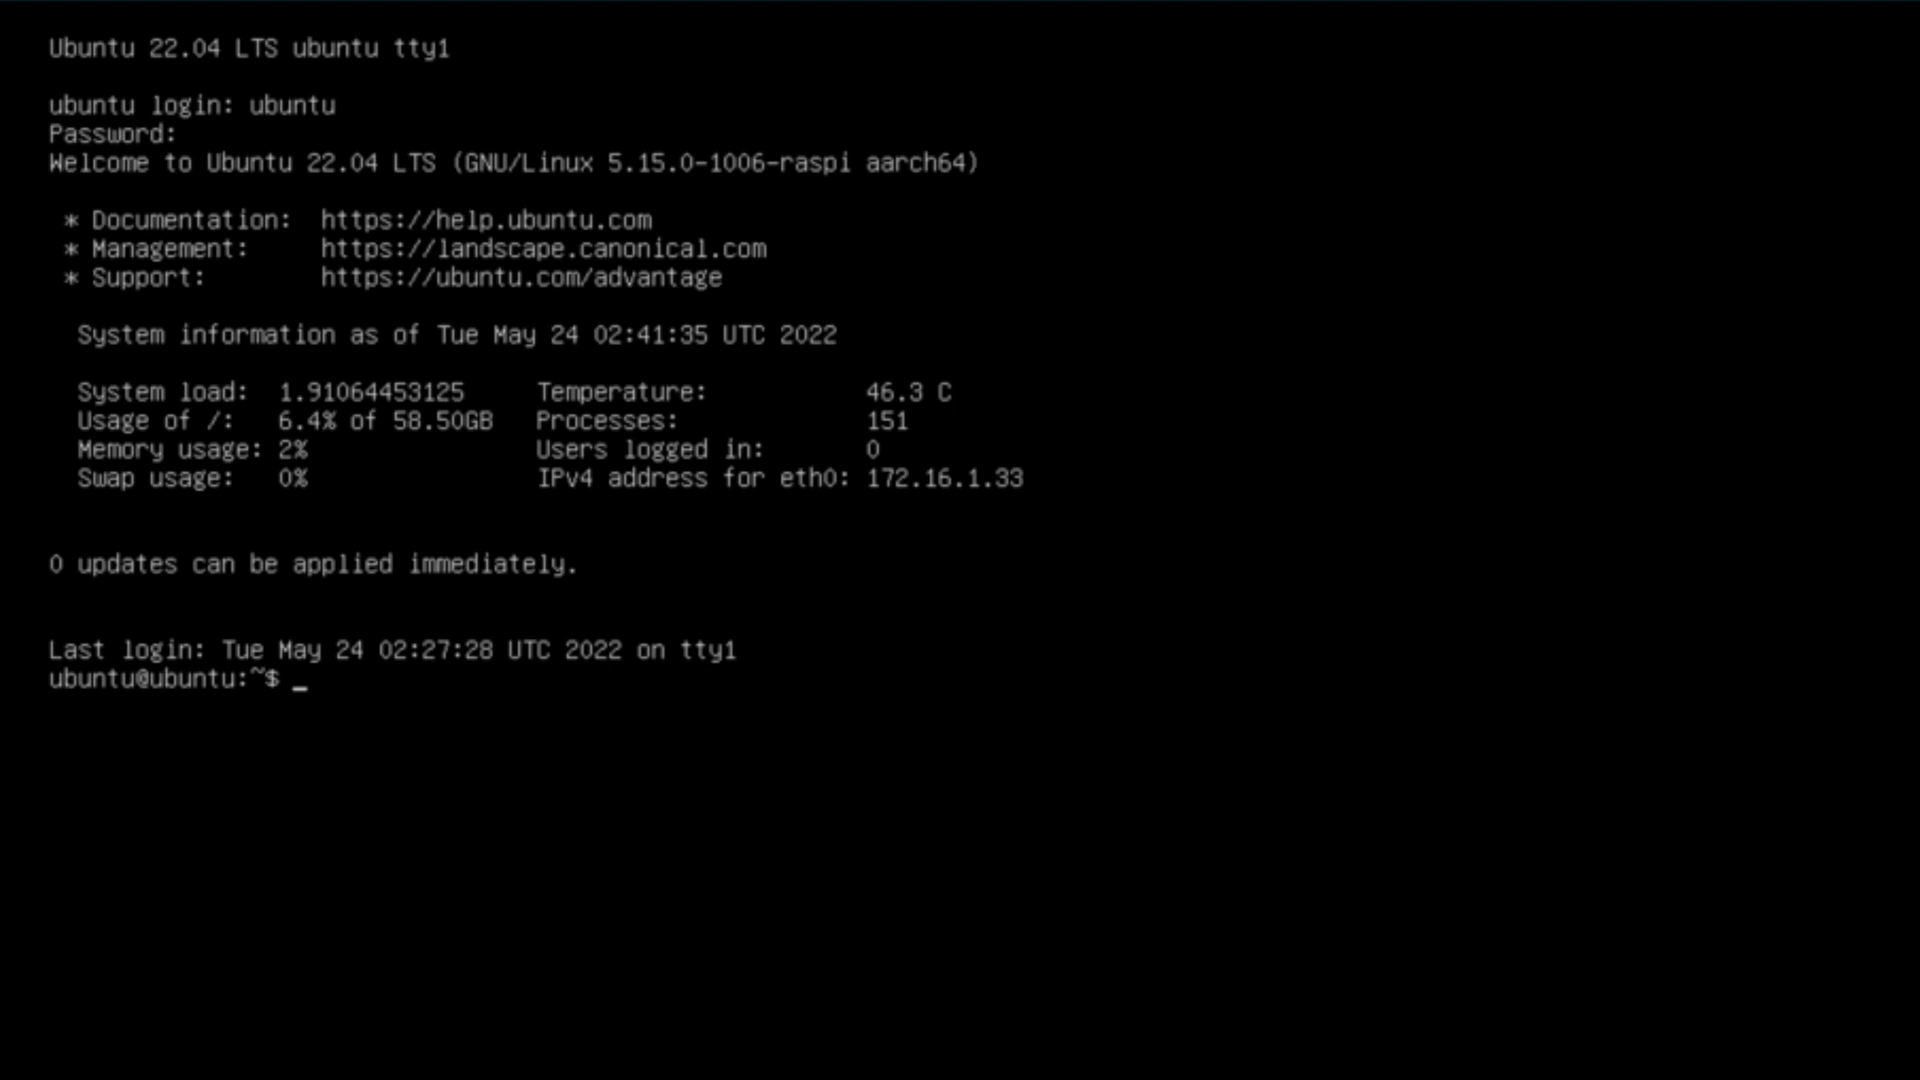 Ubuntu 22.04 LTS ubuntu tty1
ubuntu login: ubuntu
Password:
Welcome to Ubuntu 22.04 LTS (GNU/Linux 5.15.0-1006-raspi aarch64)
* Documentation:  https://help.ubuntu.com
* Management:     https://landscape.canonical.com
* Support:        https://ubuntu.com/advantage
System information as of Tue May 24 02:41:35 UTC 2022
System load:  1.91064453125     Temperature:           46.3 C
Usage of /:   6.4% of 58.50GB   Processes:             151
Memory usage: 2%                Users logged in:       0
Swap usage:   0%                IPv4 address for eth0: 172.16.1.33
0 updates can be applied immediately.
Last login: Tue May 24 02:27:28 UTC 2022 on tty1
ubuntu@ubuntu:~$ _